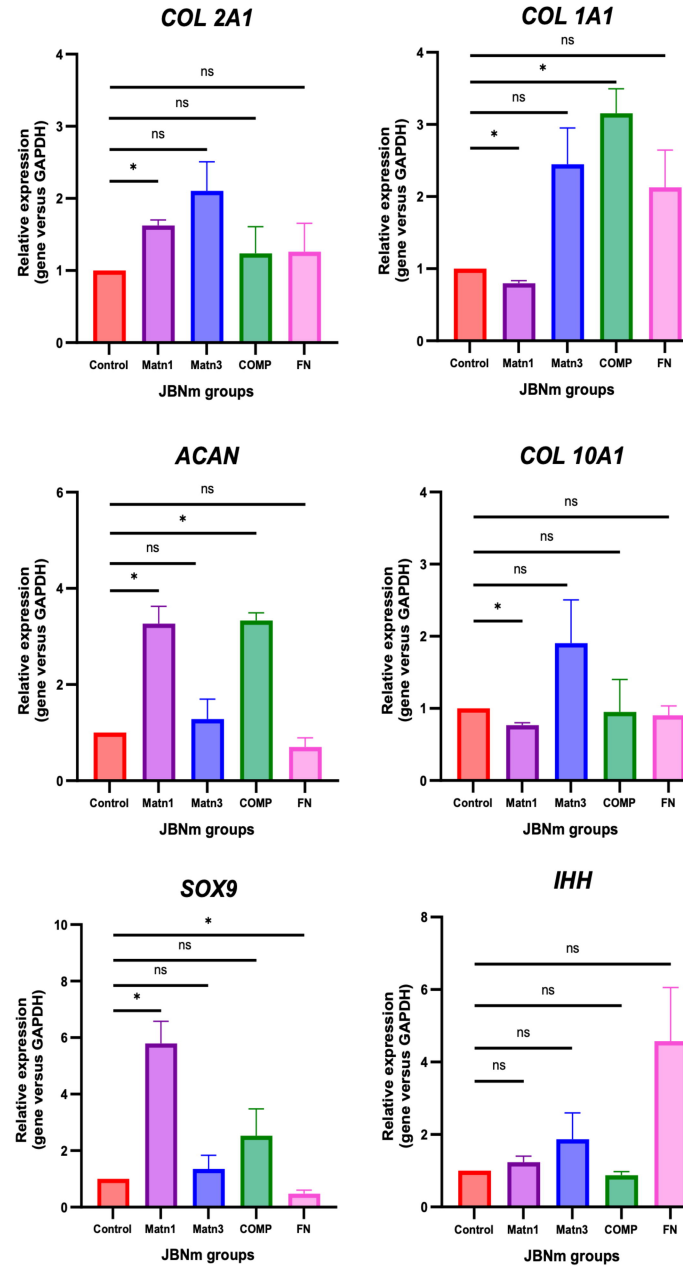 COL 2A1
Relative expression
(gene versus GAPDH)
4
3
2
1
0
ns
ns
ns
*
Control Matn1 Matn3 COMP FN
JBNm groups
COL 1A1
Relative expression
(gene versus GAPDH)
4
3
2
1
0
ns
*
ns
*
Control Matn1 Matn3 COMP FN
JBNm groups
ACAN
Relative expression
(gene versus GAPDH)
6
4
2
0
ns
*
ns
*
Control Matn1 Matn3 COMP FN
JBNm groups
COL 10A1
Relative expression
(gene versus GAPDH)
4
3
2
1
0
ns
ns
ns
*
Control Matn1 Matn3 COMP FN
JBNm groups
SOX9
Relative expression
(gene versus GAPDH)
10
8
6
4
2
0
*
ns
ns
*
Control Matn1 Matn3 COMP FN
JBNm groups
IHH
Relative expression
(gene versus GAPDH)
8
6
4
2
0
ns
ns
ns
ns
Control Matn1 Matn3 COMP FN
JBNm groups